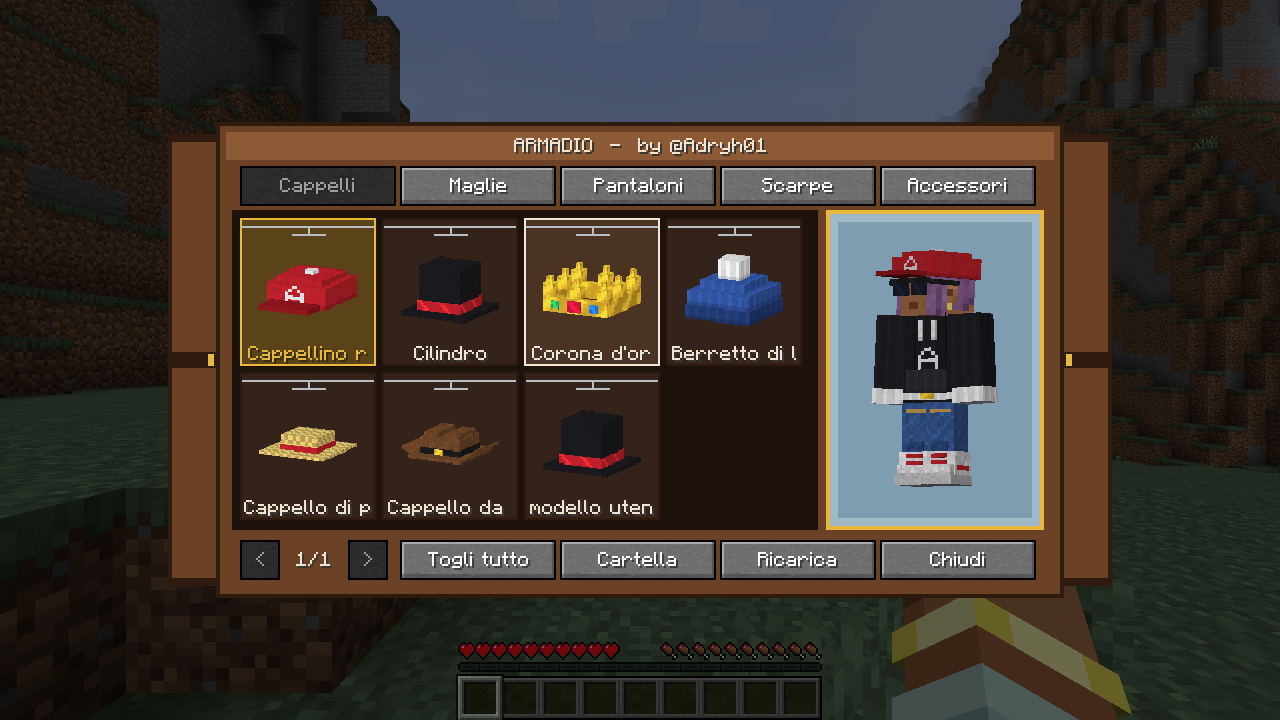 ARMADIO - by @Adryh01
Cappelli Maglie Pantaloni Scarpe Accessori
Cappellino r Cilindro Corona d'or Berretto di l
Cappello di p Cappello da modello uten
< 1/1 > Togli tutto Cartella Ricarica Chiudi